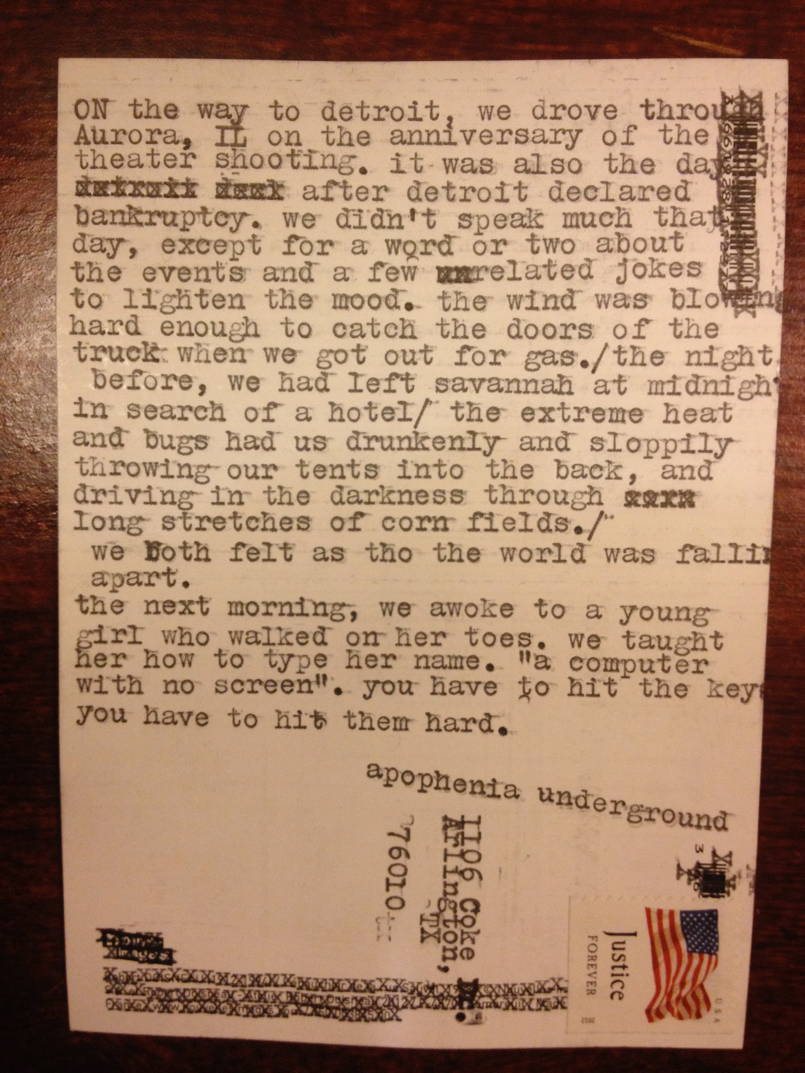 ON the way to detroit, we drove throu
Aurora, IL on the anniversary of the
theater shooting. it was also the day
after detroit declared
bankruptcy. we didn't speak much that
day, except for a word or two about
the events and a few unrelated jokes
to lighten the mood. the wind was blowing
hard enough to catch the doors of the
truck when we got out for gas./the night
before, we had left savannah at midnigh
in search of a hotel/ the extreme heat
and bugs had us drunkenly and sloppily
throwing our tents into the back, and
driving in the darkness through
long stretches of corn fields./
we both felt as tho the world was fallin
apart.
the next morning, we awoke to a young
girl who walked on her toes. we taught
her how to type her name. "a computer
with no screen". you have to hit the keys
you have to hit them hard.
apophenia underground
1106 Coke Dr.
Arlington,
TX
76010
Justice
FOREVER
USA